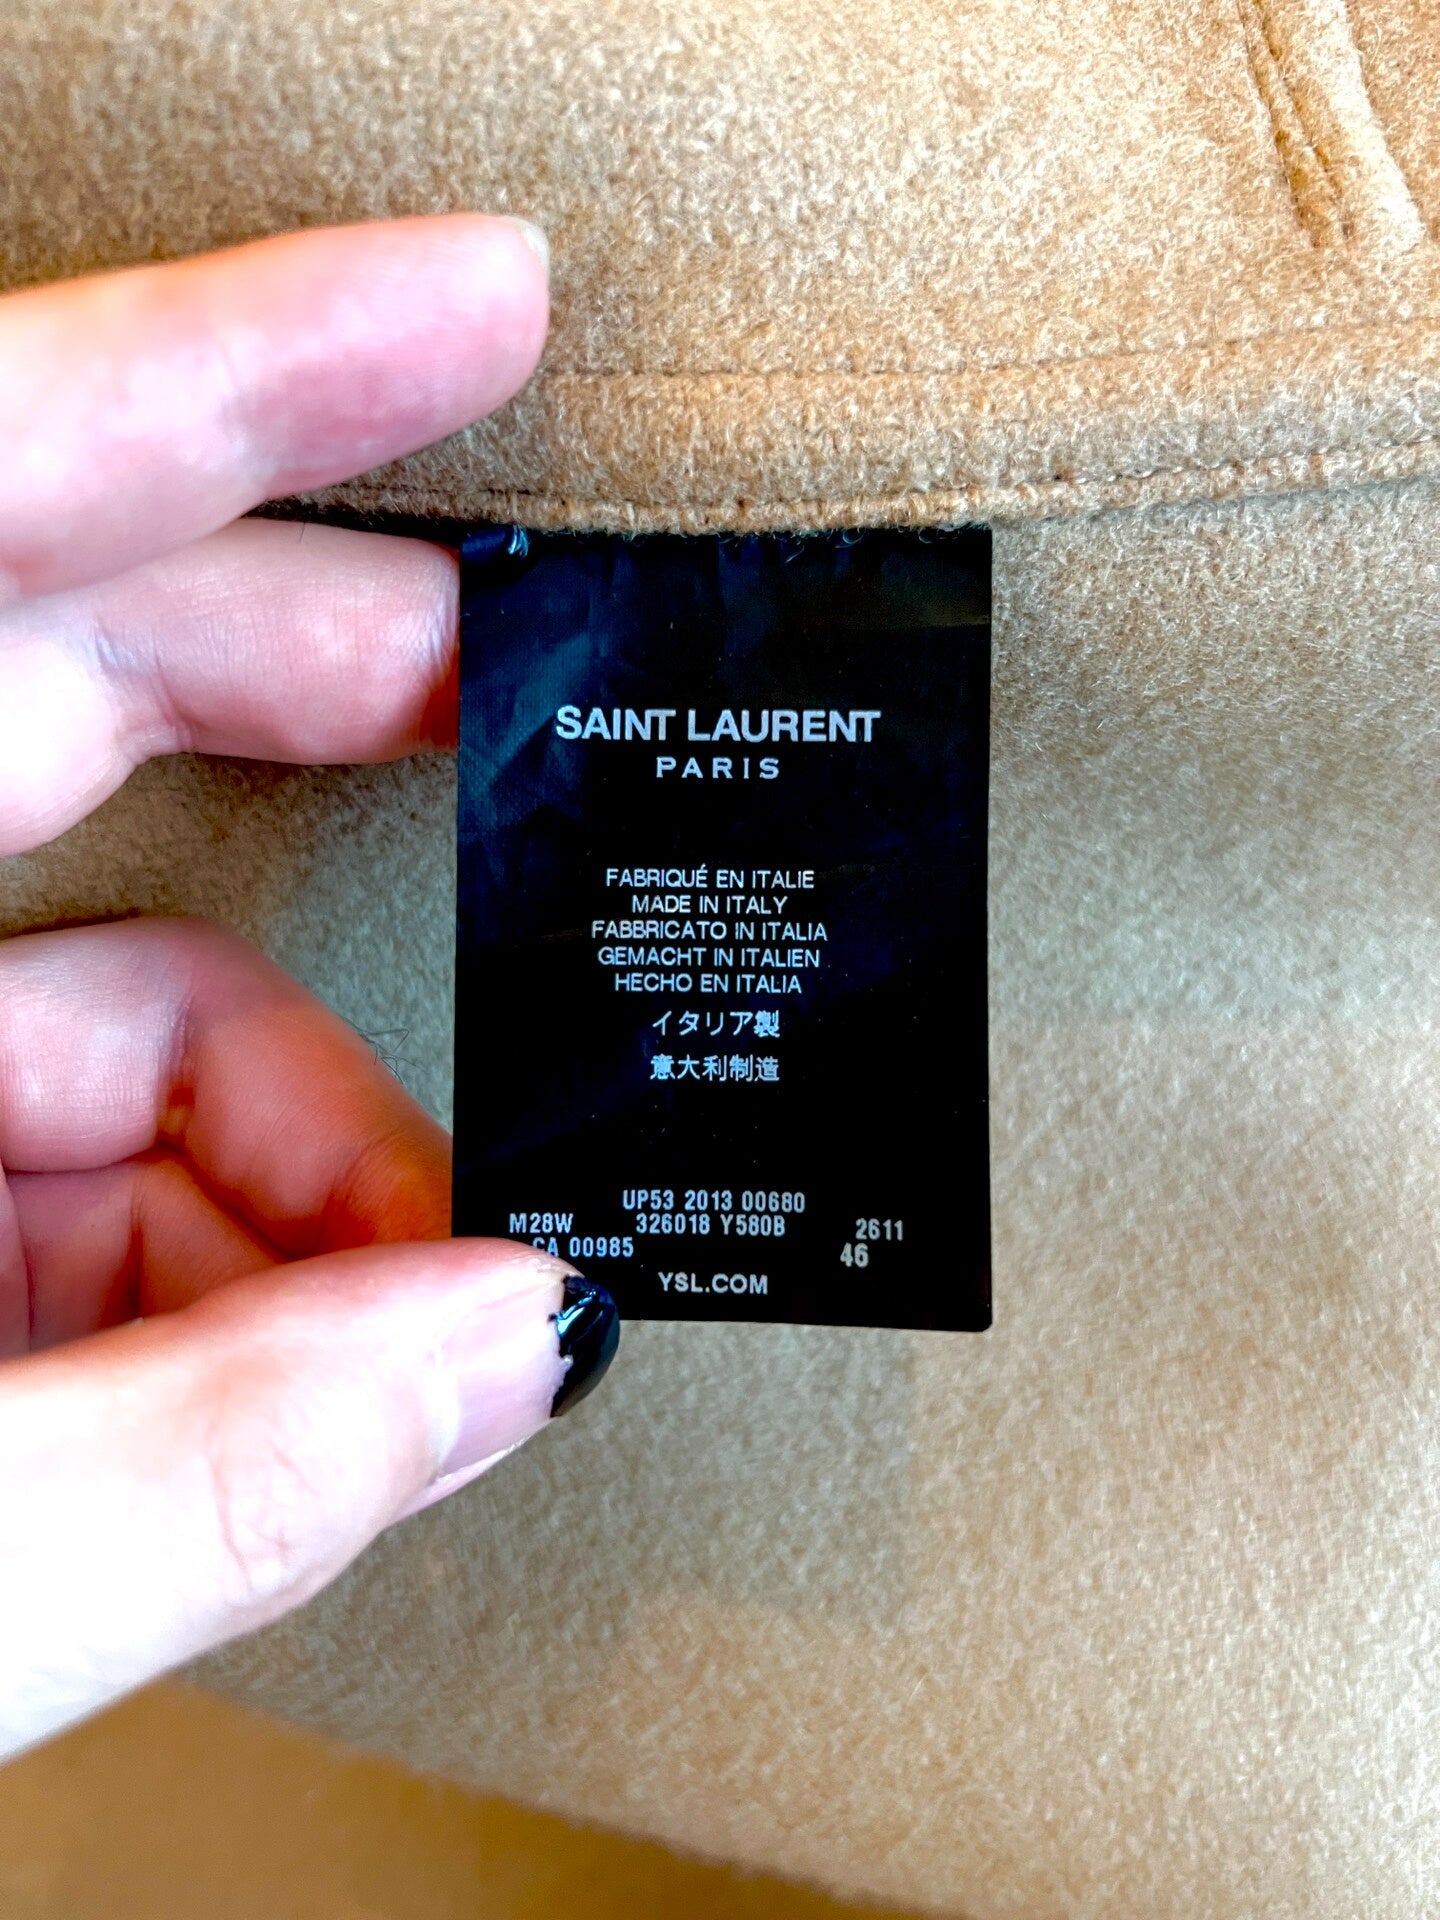 SAINT LAURENT
PARIS
FABRIQUÉ EN ITALIE
MADE IN ITALY
FABBRICATO IN ITALIA
GEMACHT IN ITALIEN
HECHO EN ITALIA
イタリア製
意大利制造
UP53 2013 00680
M28W 326018 Y580B 2611
CA 00985 46
YSL.COM